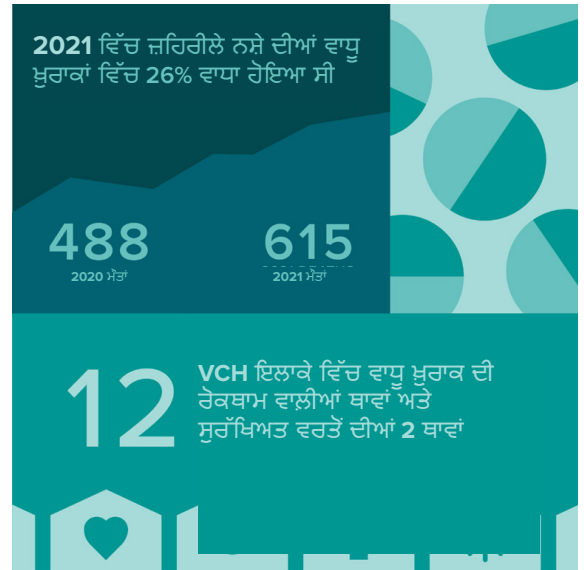 2021 ਵਿੱਚ ਜ਼ਹਿਰੀਲੇ ਨਸ਼ੇ ਦੀਆਂ ਵਾਧੂ
ਖ਼ੁਰਾਕਾਂ ਵਿੱਚ 26% ਵਾਧਾ ਹੋਇਆ ਸੀ
488
2020 ਮੌਤਾਂ
615
2021 ਮੌਤਾਂ
12
VCH ਇਲਾਕੇ ਵਿੱਚ ਵਾਧੂ ਖ਼ੁਰਾਕ ਦੀ
ਰੋਕਥਾਮ ਵਾਲ਼ੀਆਂ ਥਾਵਾਂ ਅਤੇ
ਸੁਰੱਖਿਅਤ ਵਰਤੋਂ ਦੀਆਂ 2 ਥਾਵਾਂ